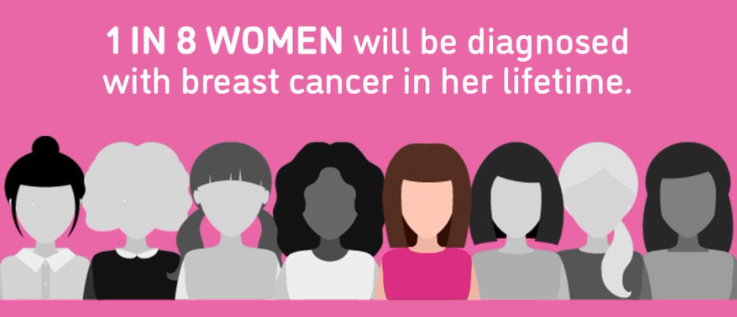 1 IN 8 WOMEN will be diagnosed
with breast cancer in her lifetime.